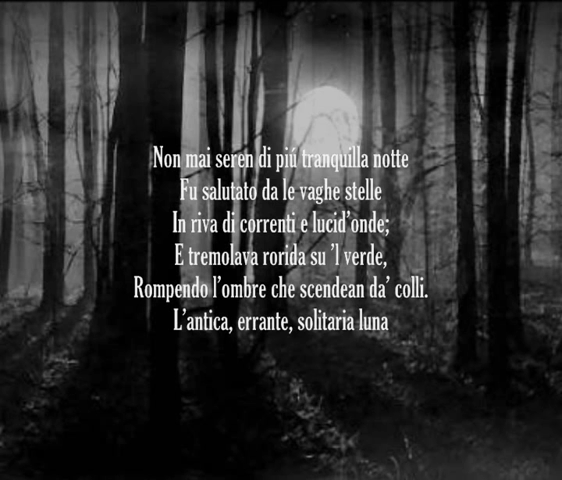 Non mai seren di piú tranquilla notte
Fu salutato da le vaghe stelle
In riva di correnti e lucid'onde;
E tremolava rorida su 'l verde,
Rompendo l'ombre che scendean da' colli.
L'antica, errante, solitaria luna